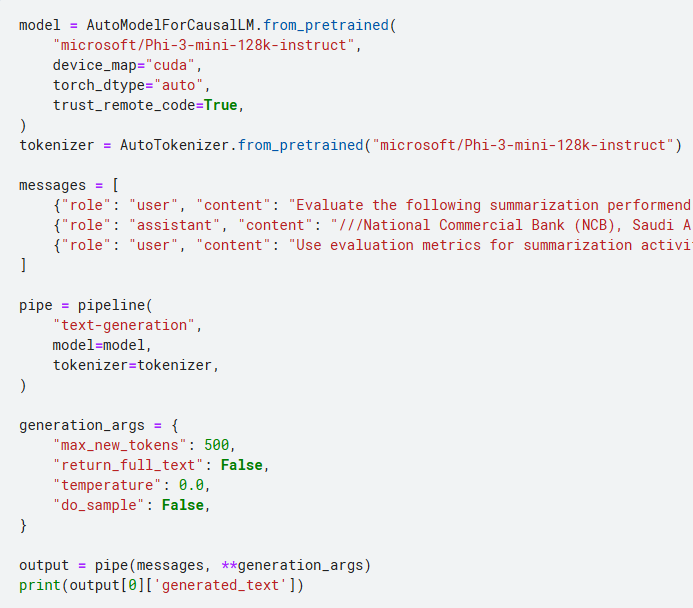 model = AutoModelForCausalLM.from_pretrained(
    "microsoft/Phi-3-mini-128k-instruct",
    device_map="cuda",
    torch_dtype="auto",
    trust_remote_code=True,
)
tokenizer = AutoTokenizer.from_pretrained("microsoft/Phi-3-mini-128k-instruct")
messages = [
    {"role": "user", "content": "Evaluate the following summarization performend
    {"role": "assistant", "content": "///National Commercial Bank (NCB), Saudi A
    {"role": "user", "content": "Use evaluation metrics for summarization activi
]
pipe = pipeline(
    "text-generation",
    model=model,
    tokenizer=tokenizer,
)
generation_args = {
    "max_new_tokens": 500,
    "return_full_text": False,
    "temperature": 0.0,
    "do_sample": False,
}
output = pipe(messages, **generation_args)
print(output[0]['generated_text'])